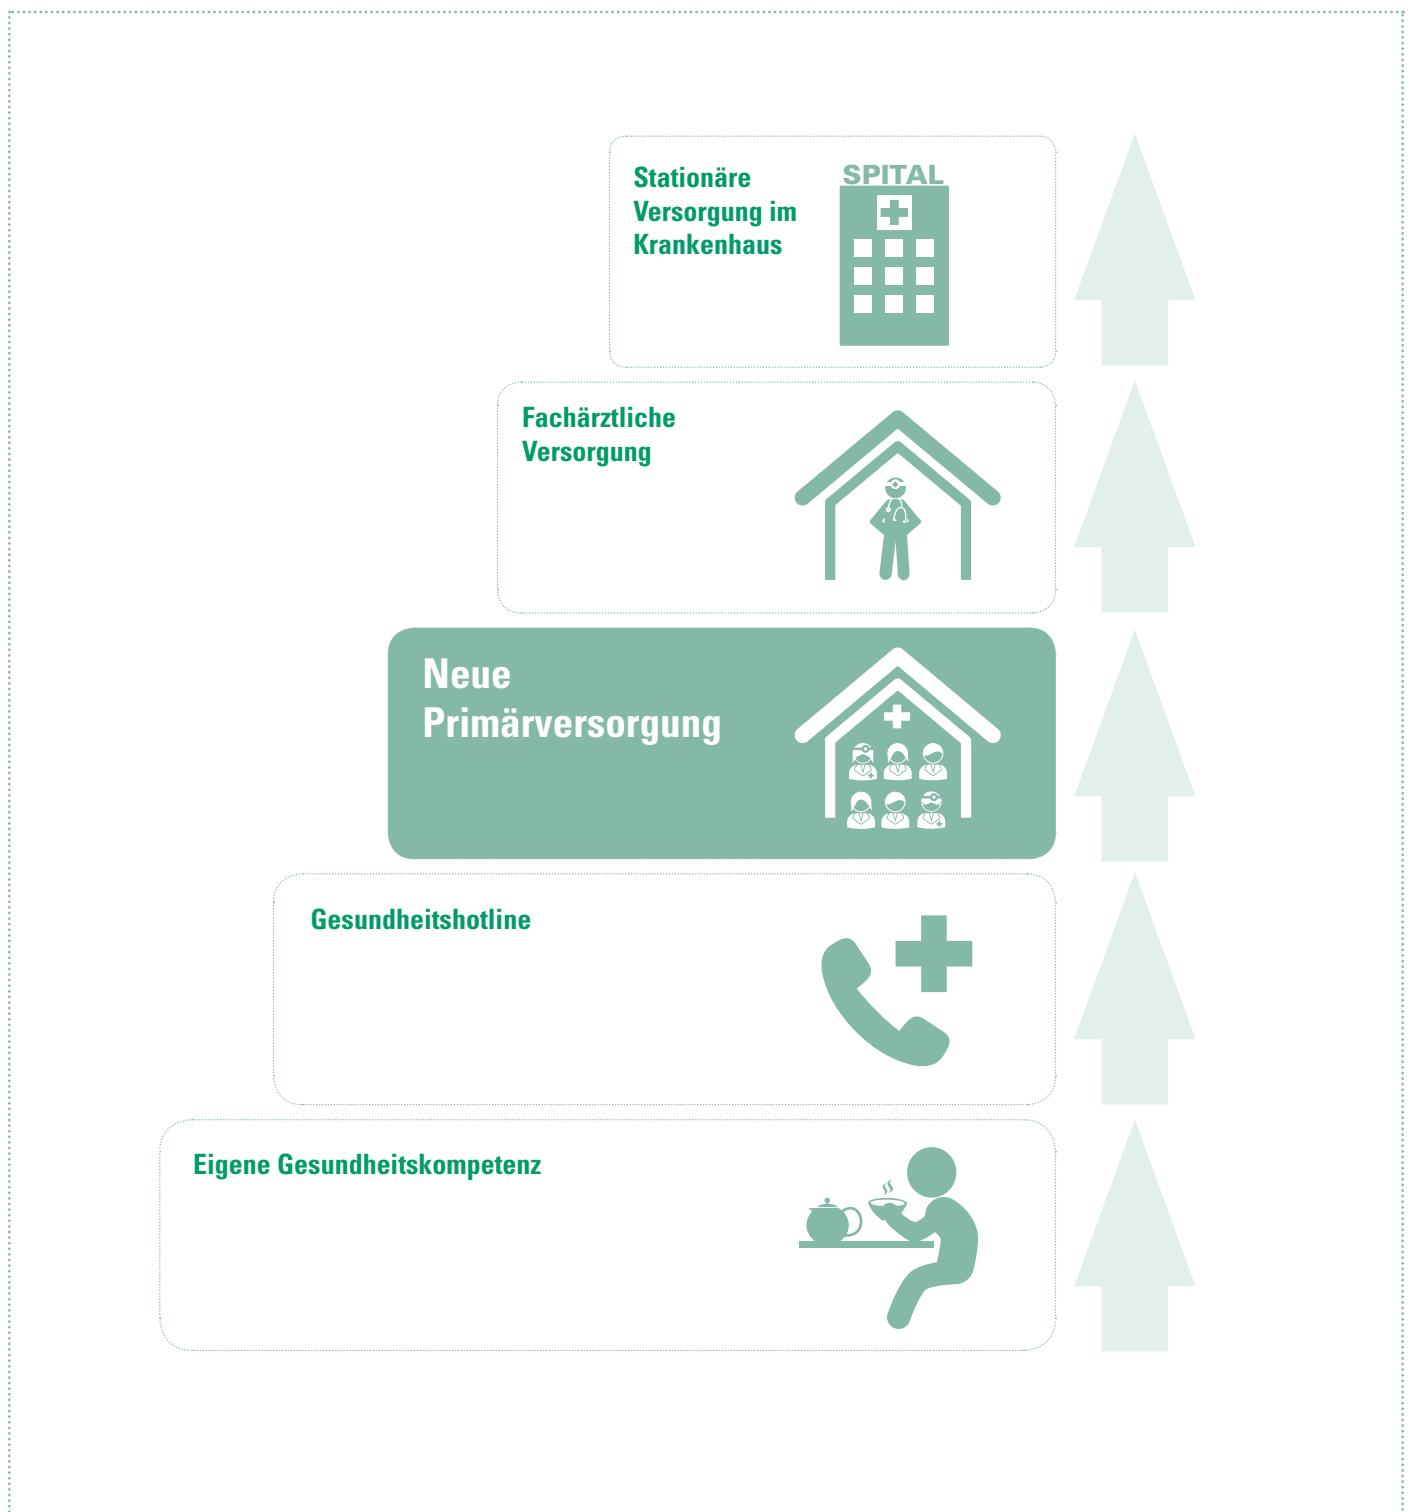 Stationäre
Versorgung im
Krankenhaus
SPITAL
Fachärztliche
Versorgung
Neue
Primärversorgung
Gesundheitshotline
Eigene Gesundheitskompetenz